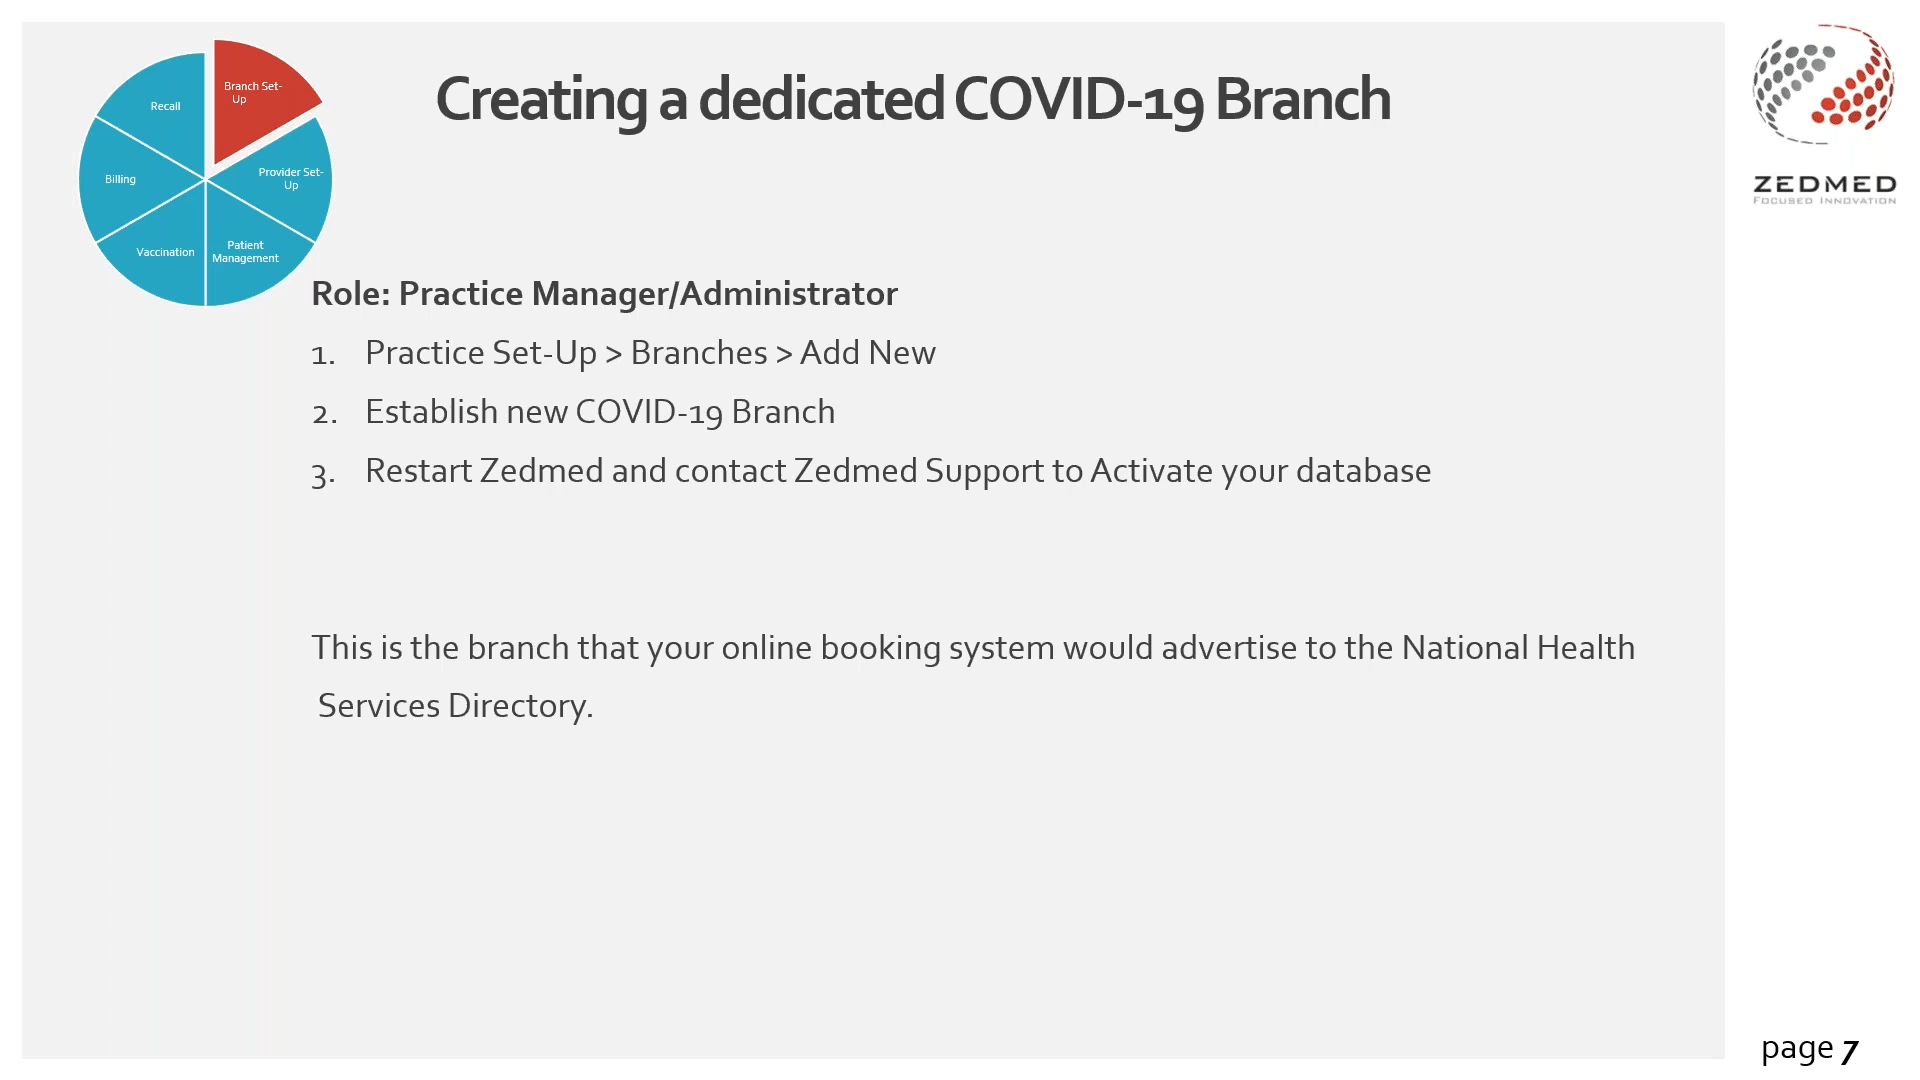 Creating a dedicated COVID-19 Branch
Branch Set-
Up
Recall
Provider Set-
Up
Billing
Patient
Management
Vaccination
ZEDMED
FOCUSED INNOVATION
Role: Practice Manager/Administrator
1. Practice Set-Up > Branches > Add New
2. Establish new COVID-19 Branch
3. Restart Zedmed and contact Zedmed Support to Activate your database
This is the branch that your online booking system would advertise to the National Health
Services Directory.
page 7